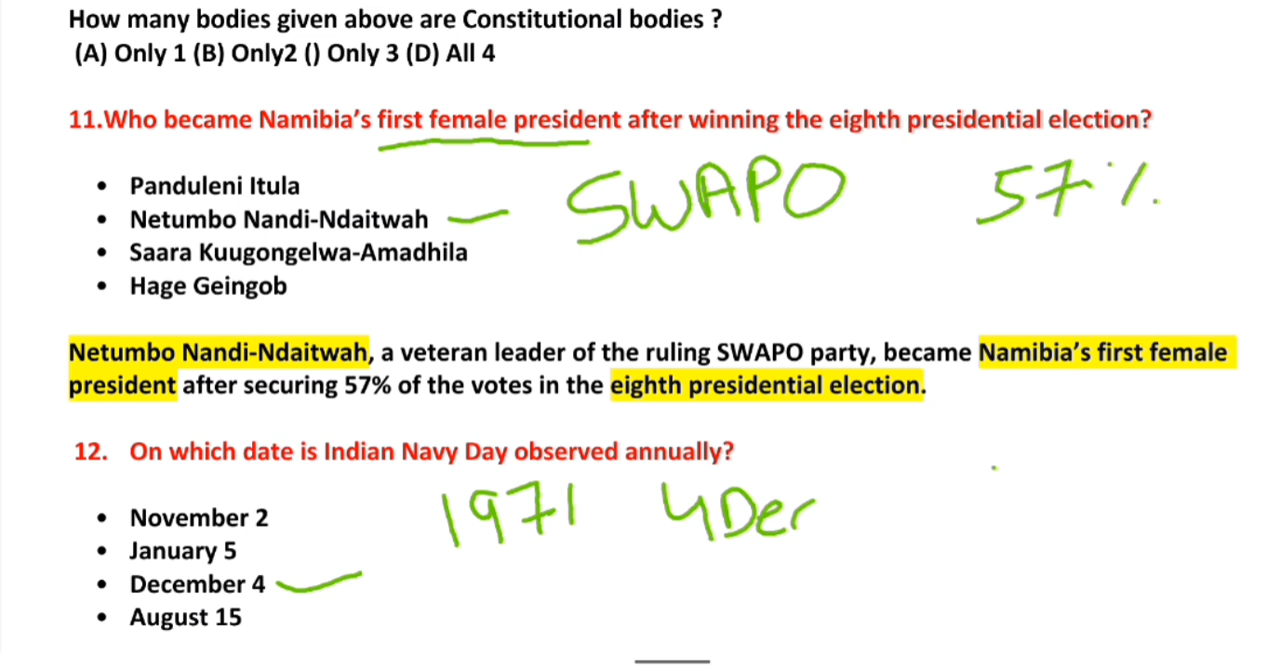 How many bodies given above are Constitutional bodies ?
(A) Only 1 (B) Only2 () Only 3 (D) All 4
11.Who became Namibia's first female president after winning the eighth presidential election?
• Panduleni Itula
• Netumbo Nandi-Ndaitwah
SWAPO 57%
• Saara Kuugongelwa-Amadhila
• Hage Geingob
Netumbo Nandi-Ndaitwah, a veteran leader of the ruling SWAPO party, became Namibia's first female
president after securing 57% of the votes in the eighth presidential election.
12. On which date is Indian Navy Day observed annually?
• November 2
1971 4Dec
• January 5
• December 4
• August 15